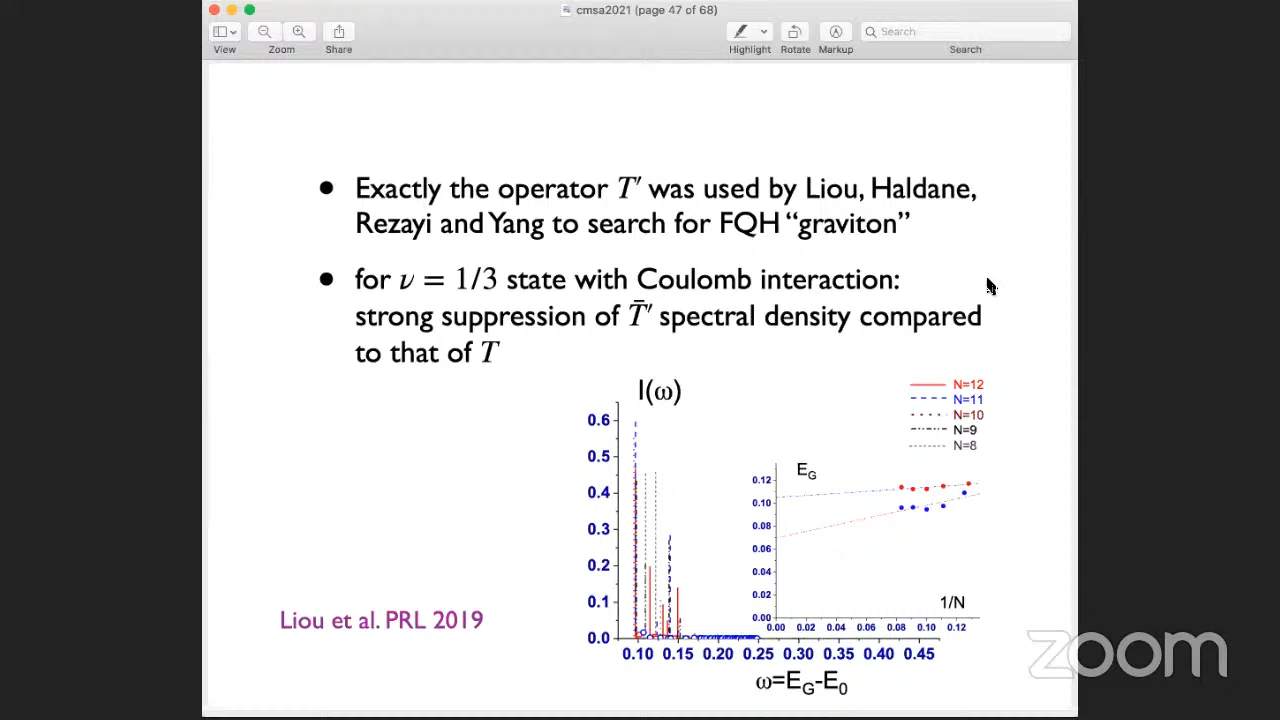 cmsa2021 (page 47 of 68)
View Zoom Share Highlight Rotate Markup Search
Search
• Exactly the operator T′ was used by Liou, Haldane,
Rezayi and Yang to search for FQH “graviton”
• for ν = 1/3 state with Coulomb interaction:
strong suppression of T̄′ spectral density compared
to that of T
I(ω)
N=12
N=11
N=10
N=9
N=8
0.6
0.5
0.4
0.3
0.2
0.1
0.0
0.10 0.15 0.20 0.25 0.30 0.35 0.40 0.45
ω=E_G-E_0
E_G
0.12
0.10
0.08
0.06
0.04
0.02
0.00
0.00 0.02 0.04 0.06 0.08 0.10 0.12
1/N
Liou et al. PRL 2019
zoom